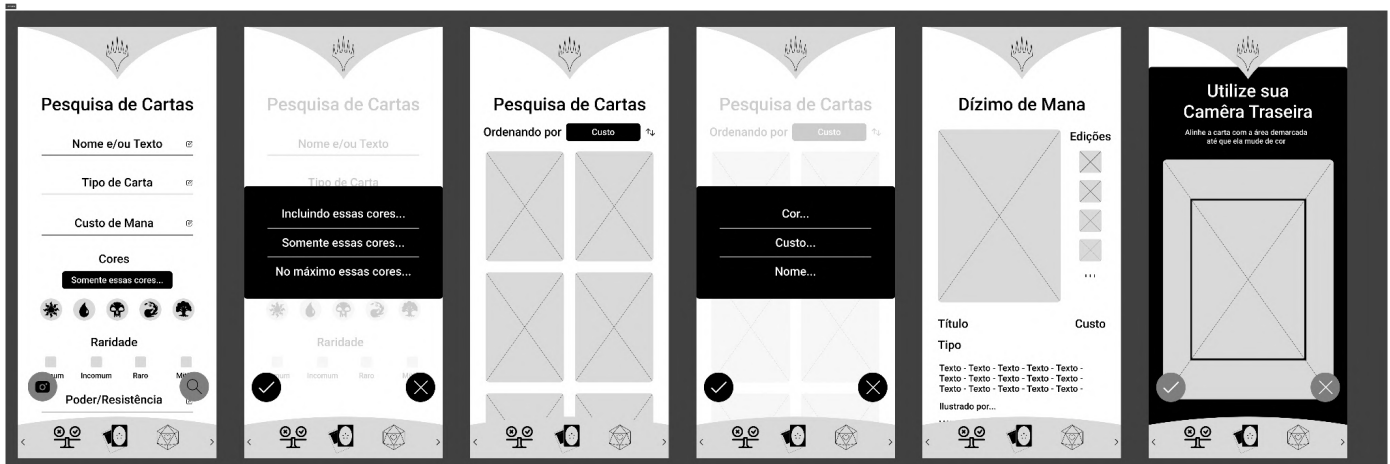 Pesquisa de Cartas
Nome e/ou Texto
Tipo de Carta
Custo de Mana
Cores
Somente essas cores...
Raridade
Incomum
Raro
Poder/Resistência
Pesquisa de Cartas
Nome e/ou Texto
Tipo de Carta
Incluindo essas cores...
Somente essas cores...
No máximo essas cores...
Raridade
Incomum
Raro
Pesquisa de Cartas
Ordenando por
Custo
Pesquisa de Cartas
Ordenando por
Custo
Cor...
Custo...
Nome...
Dízimo de Mana
Edições
...
Título
Custo
Tipo
Texto - Texto - Texto - Texto - Texto -
Texto - Texto - Texto - Texto - Texto -
Texto - Texto - Texto - Texto - Texto -
Ilustrado por...
Utilize sua
Camêra Traseira
Alinhe a carta com a área demarcada
até que ela mude de cor